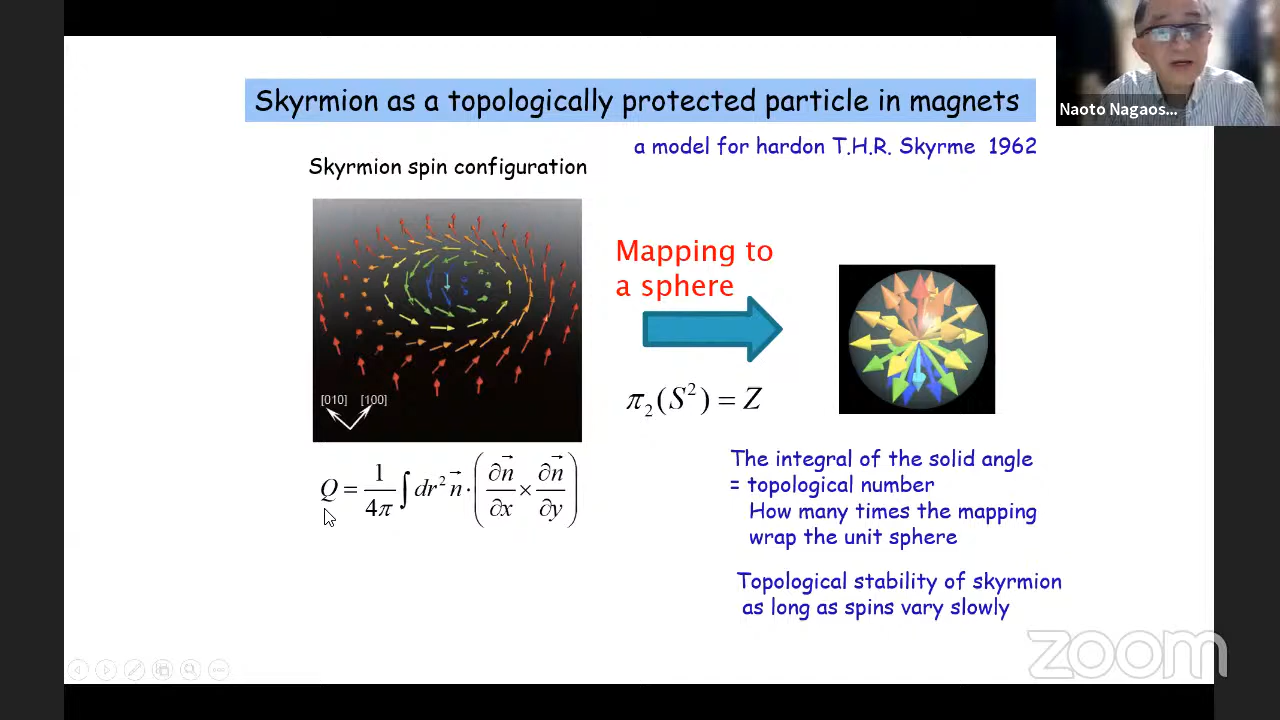 Skyrmion as a topologically protected particle in magnets
Naoto Nagaos...
a model for hardon T.H.R. Skyrme 1962
Skyrmion spin configuration
Mapping to
a sphere
[010] [100]
π₂(S²) = Z
Q = 1/4π ∫ dr² n⃗ · (∂n⃗/∂x × ∂n⃗/∂y)
The integral of the solid angle
= topological number
How many times the mapping
wrap the unit sphere
Topological stability of skyrmion
as long as spins vary slowly
zoom